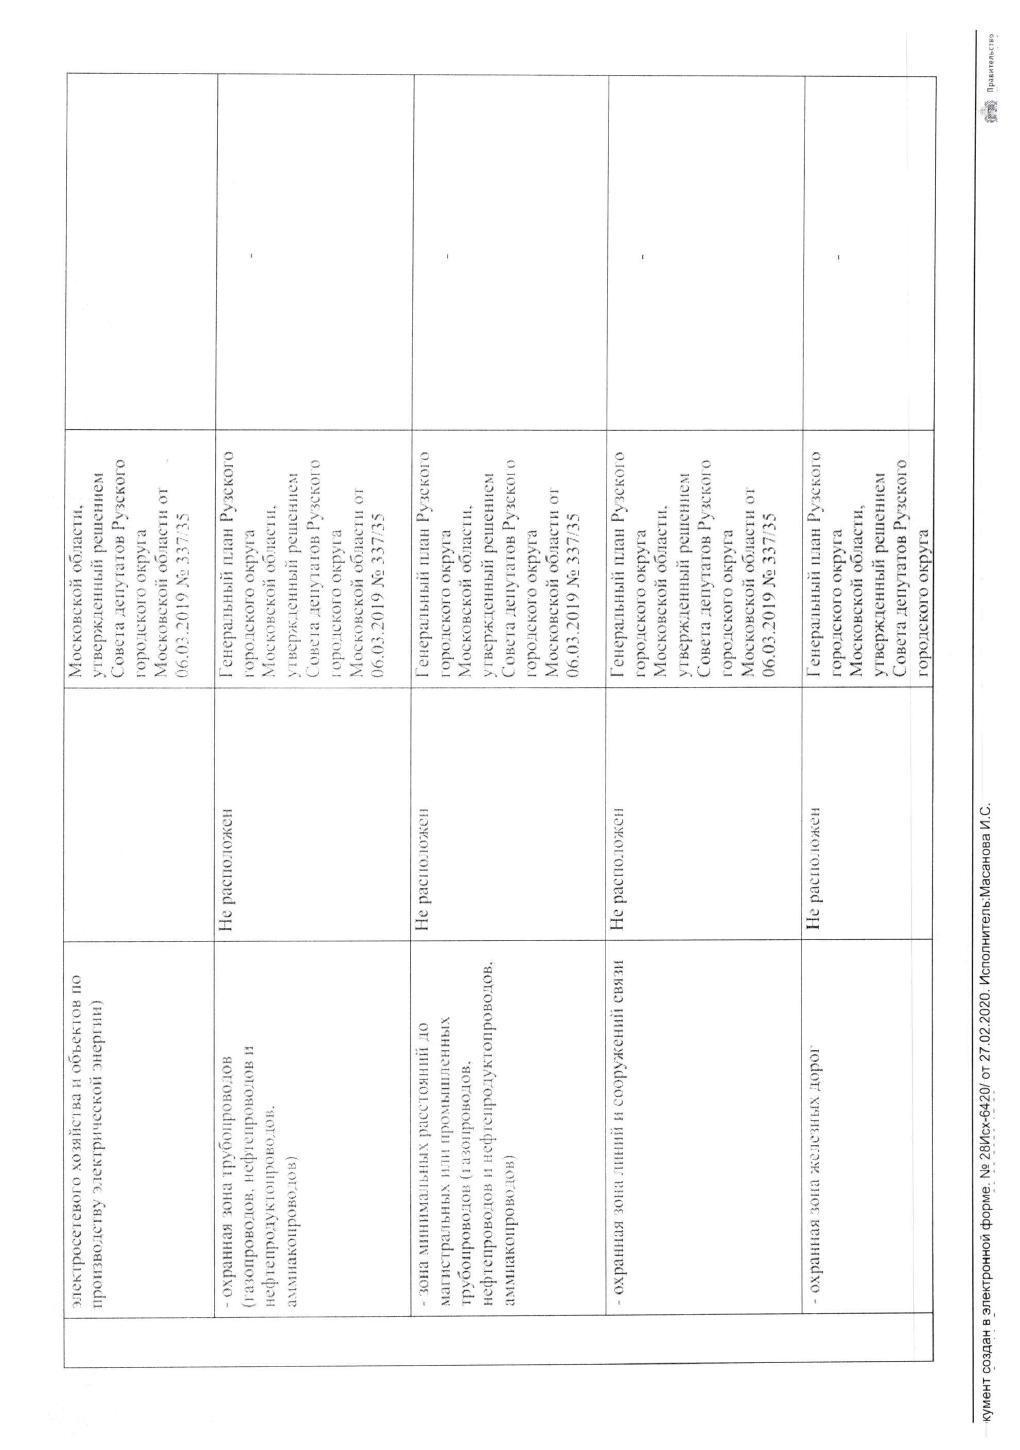 электросетевого хозяйства и объектов по
производству электрической энергии)
Московской области,
утвержденный решением
Совета депутатов Рузского
городского округа
Московской области от
06.03.2019 № 337/35
- охранная зона трубопроводов
(газопроводов, нефтепроводов и
нефтепродуктопроводов,
аммиакопроводов)
Не расположен
Генеральный план Рузского
городского округа
Московской области,
утвержденный решением
Совета депутатов Рузского
городского округа
Московской области от
06.03.2019 № 337/35
-
- зона минимальных расстояний до
магистральных или промышленных
трубопроводов (газопроводов,
нефтепроводов и нефтепродуктопроводов,
аммиакопроводов)
Не расположен
Генеральный план Рузского
городского округа
Московской области,
утвержденный решением
Совета депутатов Рузского
городского округа
Московской области от
06.03.2019 № 337/35
-
- охранная зона линий и сооружений связи
Не расположен
Генеральный план Рузского
городского округа
Московской области,
утвержденный решением
Совета депутатов Рузского
городского округа
Московской области от
06.03.2019 № 337/35
-
- охранная зона железных дорог
Не расположен
Генеральный план Рузского
городского округа
Московской области,
утвержденный решением
Совета депутатов Рузского
городского округа
-
кумент создан в электронной форме. № 28Исх-6420/ от 27.02.2020. Исполнитель:Масанова И.С.
Правительство